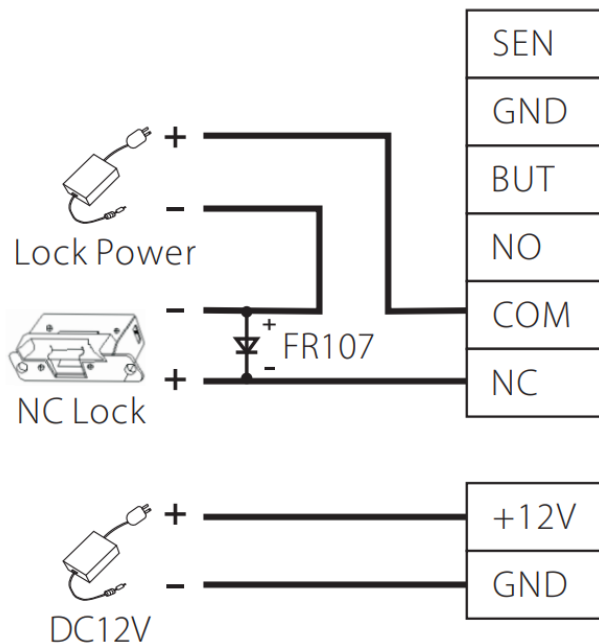 SEN
GND
BUT
NO
COM
NC
+
-
Lock Power
-
+
NC Lock
+
FR107
-
+
-
DC12V
+12V
GND